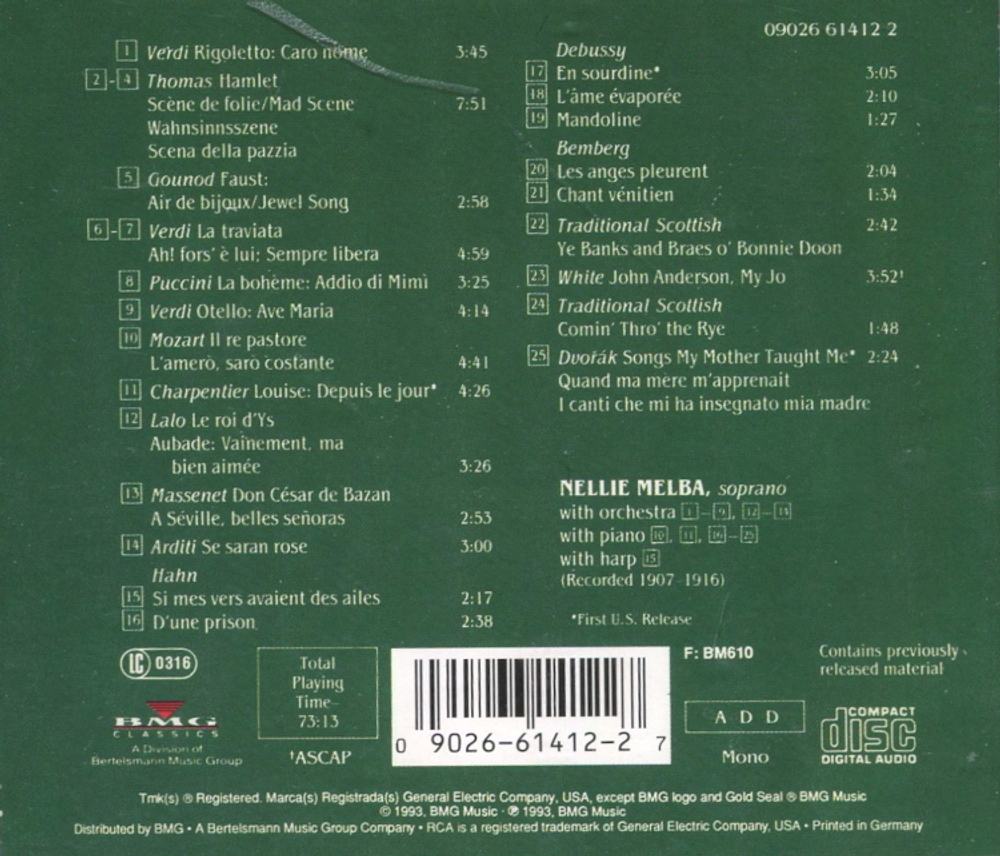 09026 61412 2
1 Verdi Rigoletto: Caro nome 3:45
2-4 Thomas Hamlet
Scène de folie/Mad Scene 7:51
Wahnsinnsszene
Scena della pazzia
5 Gounod Faust:
Air de bijoux/Jewel Song 2:58
6-7 Verdi La traviata
Ah! fors' è lui; Sempre libera 4:59
8 Puccini La bohème: Addio di Mimì 3:25
9 Verdi Otello: Ave Maria 4:14
10 Mozart Il re pastore
L'amerò, sarò costante 4:41
11 Charpentier Louise: Depuis le jour* 4:26
12 Lalo Le roi d'Ys
Aubade: Vainement, ma
bien aimée 3:26
13 Massenet Don César de Bazan
A Séville, belles señoras 2:53
14 Arditi Se saran rose 3:00
Hahn
15 Si mes vers avaient des ailes 2:17
16 D'une prison 2:38
Debussy
17 En sourdine* 3:05
18 L'âme évaporée 2:10
19 Mandoline 1:27
Bemberg
20 Les anges pleurent 2:04
21 Chant vénitien 1:34
22 Traditional Scottish 2:42
Ye Banks and Braes o' Bonnie Doon
23 White John Anderson, My Jo 3:52†
24 Traditional Scottish
Comin' Thro' the Rye 1:48
25 Dvořák Songs My Mother Taught Me* 2:24
Quand ma mère m'apprenait
I canti che mi ha insegnato mia madre
NELLIE MELBA, soprano
with orchestra 1-9, 12-14
with piano 10, 11, 16-25
with harp 15
(Recorded 1907-1916)
*First U.S. Release
LC 0316
BMG
CLASSICS
A Division of
Bertelsmann Music Group
Total
Playing
Time–
73:13
†ASCAP
0 9026-61412-2 7
F: BM610
ADD
Mono
Contains previously
released material
COMPACT
disc
DIGITAL AUDIO
Tmk(s) ® Registered. Marca(s) Registrada(s) General Electric Company, USA, except BMG logo and Gold Seal ® BMG Music
© 1993, BMG Music · ℗ 1993, BMG Music
Distributed by BMG • A Bertelsmann Music Group Company • RCA is a registered trademark of General Electric Company, USA • Printed in Germany